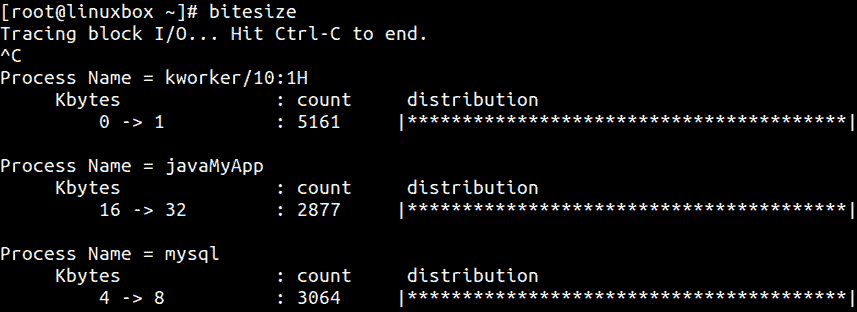 [root@linuxbox ~]# bitesize
Tracing block I/O... Hit Ctrl-C to end.
^C
Process Name = kworker/10:1H
     Kbytes              : count     distribution
         0 -> 1          : 5161     |****************************************|

Process Name = javaMyApp
     Kbytes              : count     distribution
         16 -> 32        : 2877     |****************************************|

Process Name = mysql
     Kbytes              : count     distribution
         4 -> 8          : 3064     |****************************************|